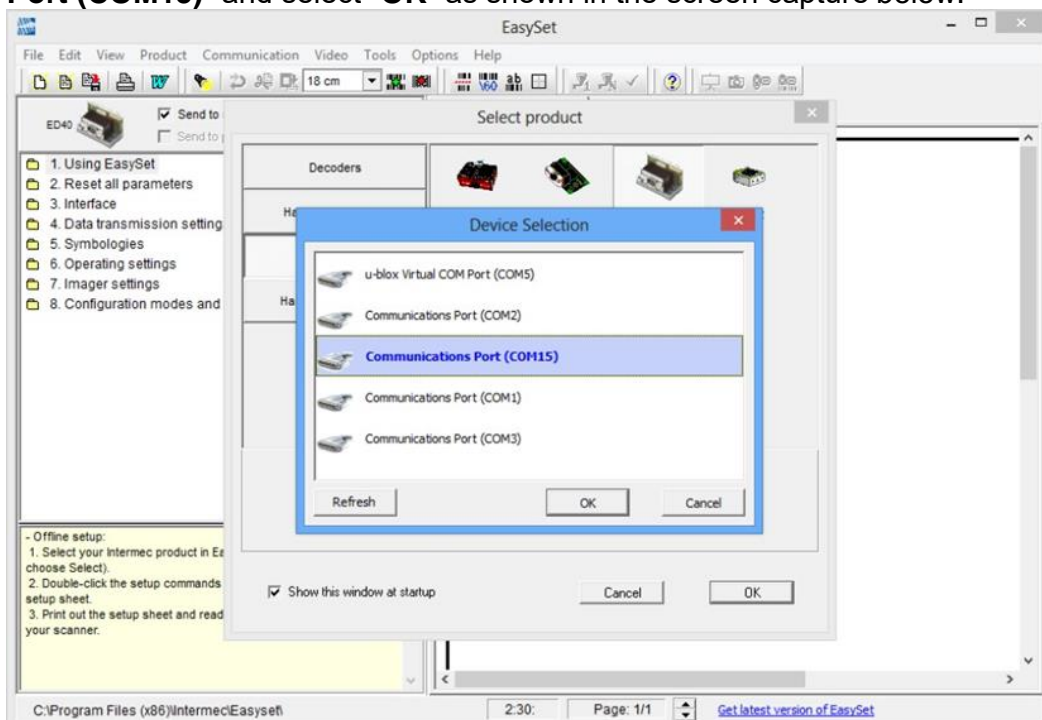 Port (COM15)" and select "OK" as shown in the screen capture below.
EasySet
File Edit View Product Communication Video Tools Options Help
18 cm
ED40
Send to
Send to
Select product
1. Using EasySet
2. Reset all parameters
3. Interface
4. Data transmission setting
5. Symbologies
6. Operating settings
7. Imager settings
8. Configuration modes and
Decoders
Ha
Ha
Device Selection
u-blox Virtual COM Port (COM5)
Communications Port (COM2)
Communications Port (COM15)
Communications Port (COM1)
Communications Port (COM3)
Refresh
OK
Cancel
Show this window at startup
Cancel
OK
- Offline setup:
1. Select your Intermec product in Ea
choose Select).
2. Double-click the setup commands
setup sheet.
3. Print out the setup sheet and read
your scanner.
C:\Program Files (x86)\Intermec\Easyset\
2:30:
Page: 1/1
Get latest version of EasySet